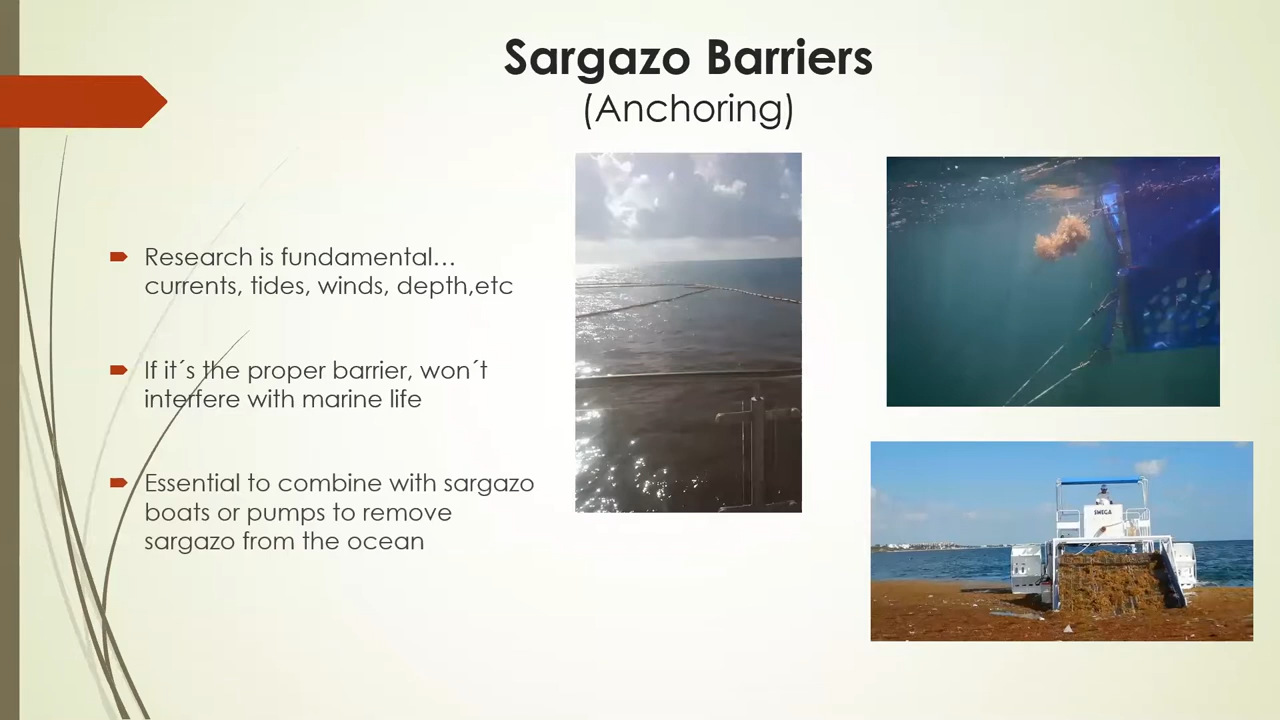 Sargazo Barriers
(Anchoring)
Research is fundamental…
currents, tides, winds, depth,etc
If it´s the proper barrier, won´t
interfere with marine life
Essential to combine with sargazo
boats or pumps to remove
sargazo from the ocean
SMEGA